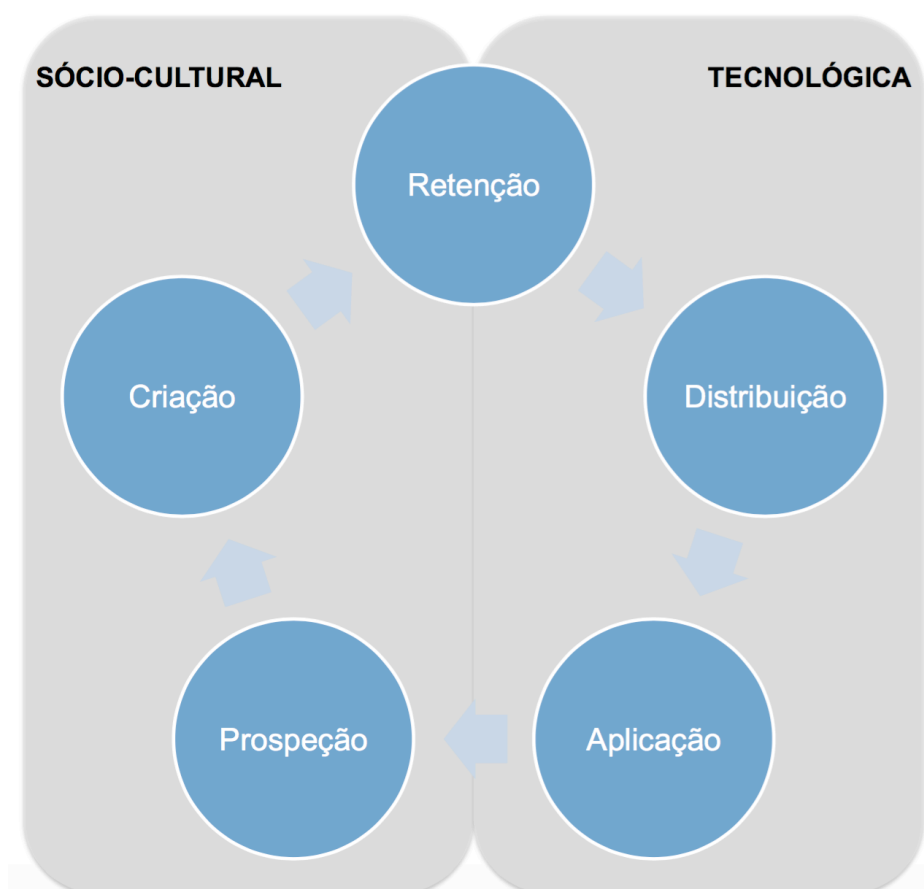 SÓCIO-CULTURAL
TECNOLÓGICA
Retenção
Criação
Distribuição
Prospeção
Aplicação